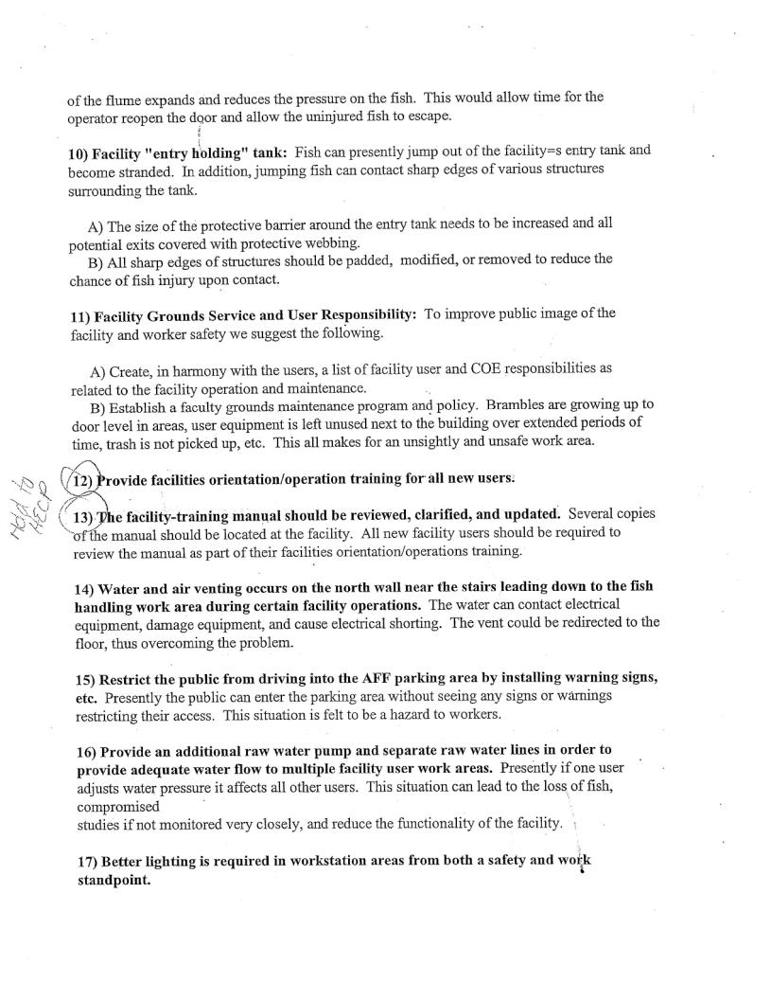 of the flume expands and reduces the pressure on the fish.  This would allow time for the
operator reopen the door and allow the uninjured fish to escape.
10) Facility "entry holding" tank:  Fish can presently jump out of the facility=s entry tank and
become stranded.  In addition, jumping fish can contact sharp edges of various structures
surrounding the tank.
A) The size of the protective barrier around the entry tank needs to be increased and all
potential exits covered with protective webbing.
B) All sharp edges of structures should be padded,  modified, or removed to reduce the
chance of fish injury upon contact.
11) Facility Grounds Service and User Responsibility:  To improve public image of the
facility and worker safety we suggest the following.
A) Create, in harmony with the users, a list of facility user and COE responsibilities as
related to the facility operation and maintenance.
B) Establish a faculty grounds maintenance program and policy.  Brambles are growing up to
door level in areas, user equipment is left unused next to the building over extended periods of
time, trash is not picked up, etc.  This all makes for an unsightly and unsafe work area.
12) Provide facilities orientation/operation training for all new users.
13) The facility-training manual should be reviewed, clarified, and updated.  Several copies
of the manual should be located at the facility.  All new facility users should be required to
review the manual as part of their facilities orientation/operations training.
14) Water and air venting occurs on the north wall near the stairs leading down to the fish
handling work area during certain facility operations.  The water can contact electrical
equipment, damage equipment, and cause electrical shorting.  The vent could be redirected to the
floor, thus overcoming the problem.
15) Restrict the public from driving into the AFF parking area by installing warning signs,
etc.  Presently the public can enter the parking area without seeing any signs or warnings
restricting their access.  This situation is felt to be a hazard to workers.
16) Provide an additional raw water pump and separate raw water lines in order to
provide adequate water flow to multiple facility user work areas.  Presently if one user
adjusts water pressure it affects all other users.  This situation can lead to the loss of fish,
compromised
studies if not monitored very closely, and reduce the functionality of the facility.
17) Better lighting is required in workstation areas from both a safety and work
standpoint.
to